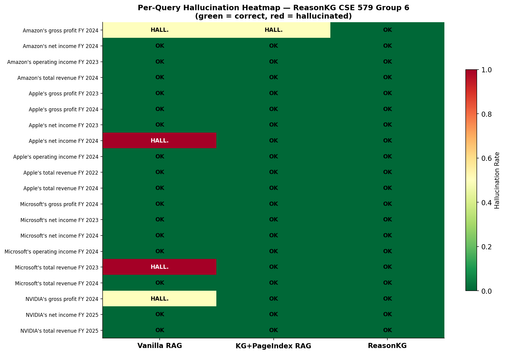 Per-Query Hallucination Heatmap — ReasonKG CSE 579 Group 6
(green = correct, red = hallucinated)
Amazon's gross profit FY 2024 HALL. HALL. OK
Amazon's net income FY 2024 OK OK OK
Amazon's operating income FY 2023 OK OK OK
Amazon's total revenue FY 2024 OK OK OK
Apple's gross profit FY 2023 OK OK OK
Apple's gross profit FY 2024 OK OK OK
Apple's net income FY 2023 OK OK OK
Apple's net income FY 2024 HALL. OK OK
Apple's operating income FY 2024 OK OK OK
Apple's total revenue FY 2022 OK OK OK
Apple's total revenue FY 2024 OK OK OK
Microsoft's gross profit FY 2024 OK OK OK
Microsoft's net income FY 2023 OK OK OK
Microsoft's net income FY 2024 OK OK OK
Microsoft's operating income FY 2024 OK OK OK
Microsoft's total revenue FY 2023 HALL. OK OK
Microsoft's total revenue FY 2024 OK OK OK
NVIDIA's gross profit FY 2024 HALL. OK OK
NVIDIA's net income FY 2025 OK OK OK
NVIDIA's total revenue FY 2025 OK OK OK
Vanilla RAG KG+PageIndex RAG ReasonKG
1.0
0.8
0.6
0.4
0.2
0.0
Hallucination Rate